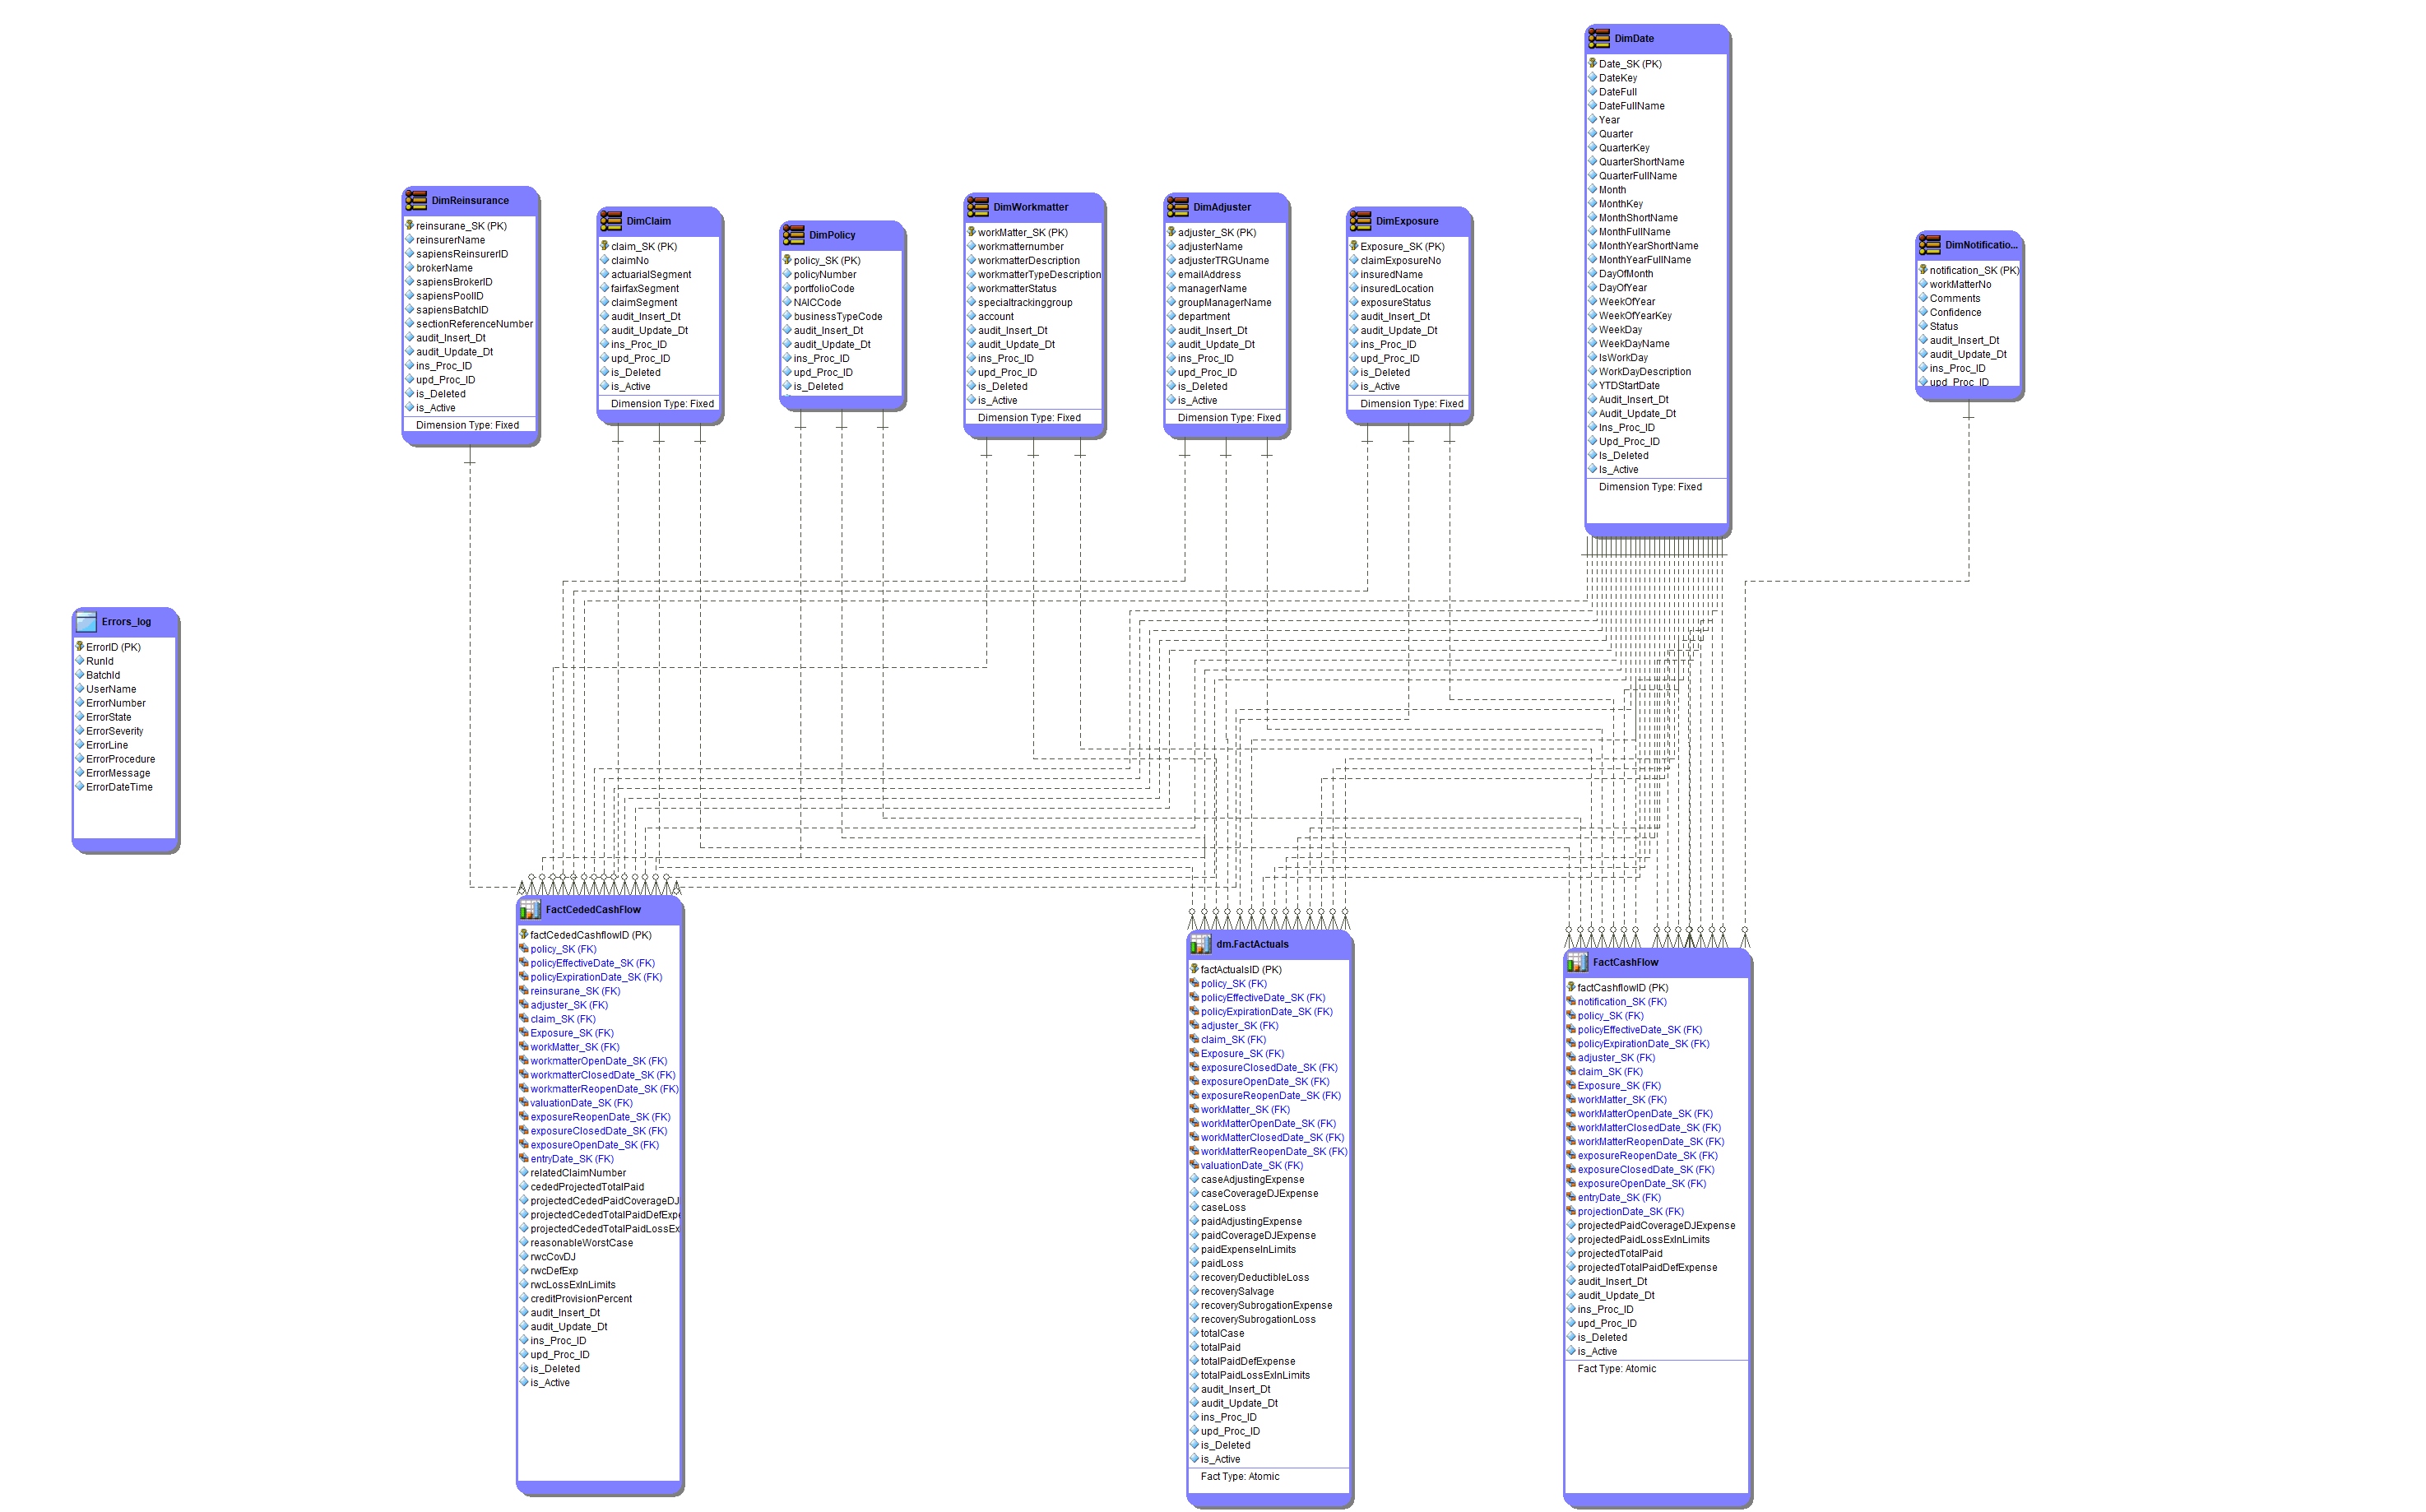 DimDate
Date_SK (PK)
DateKey
DateFull
DateFullName
Year
Quarter
QuarterKey
QuarterShortName
QuarterFullName
Month
MonthKey
MonthShortName
MonthFullName
MonthYearShortName
MonthYearFullName
DayOfMonth
DayOfYear
WeekOfYear
WeekOfYearKey
WeekDay
WeekDayName
IsWorkDay
WorkDayDescription
YTDStartDate
Audit_Insert_Dt
Audit_Update_Dt
Ins_Proc_ID
Upd_Proc_ID
Is_Deleted
Is_Active
Dimension Type: Fixed
DimReinsurance
reinsurane_SK (PK)
reinsurerName
sapiensReinsurerID
brokerName
sapiensBrokerID
sapiensPoolID
sapiensBatchID
sectionReferenceNumber
audit_Insert_Dt
audit_Update_Dt
ins_Proc_ID
upd_Proc_ID
is_Deleted
is_Active
Dimension Type: Fixed
DimClaim
claim_SK (PK)
claimNo
actuarialSegment
fairfaxSegment
claimSegment
audit_Insert_Dt
audit_Update_Dt
ins_Proc_ID
upd_Proc_ID
is_Deleted
is_Active
Dimension Type: Fixed
DimPolicy
policy_SK (PK)
policyNumber
portfolioCode
NAICCode
businessTypeCode
audit_Insert_Dt
audit_Update_Dt
ins_Proc_ID
upd_Proc_ID
is_Deleted
DimWorkmatter
workMatter_SK (PK)
workmatternumber
workmatterDescription
workmatterTypeDescription
workmatterStatus
specialtrackinggroup
account
audit_Insert_Dt
audit_Update_Dt
ins_Proc_ID
upd_Proc_ID
is_Deleted
is_Active
Dimension Type: Fixed
DimAdjuster
adjuster_SK (PK)
adjusterName
adjusterTRGUname
emailAddress
managerName
groupManagerName
department
audit_Insert_Dt
audit_Update_Dt
ins_Proc_ID
upd_Proc_ID
is_Deleted
is_Active
Dimension Type: Fixed
DimExposure
Exposure_SK (PK)
claimExposureNo
insuredName
insuredLocation
exposureStatus
audit_Insert_Dt
audit_Update_Dt
ins_Proc_ID
upd_Proc_ID
is_Deleted
is_Active
Dimension Type: Fixed
DimNotificatio...
notification_SK (PK)
workMatterNo
Comments
Confidence
Status
audit_Insert_Dt
audit_Update_Dt
ins_Proc_ID
upd_Proc_ID
Errors_log
ErrorID (PK)
RunId
BatchId
UserName
ErrorNumber
ErrorState
ErrorSeverity
ErrorLine
ErrorProcedure
ErrorMessage
ErrorDateTime
FactCededCashFlow
factCededCashflowID (PK)
policy_SK (FK)
policyEffectiveDate_SK (FK)
policyExpirationDate_SK (FK)
reinsurane_SK (FK)
adjuster_SK (FK)
claim_SK (FK)
Exposure_SK (FK)
workMatter_SK (FK)
workmatterOpenDate_SK (FK)
workmatterClosedDate_SK (FK)
workmatterReopenDate_SK (FK)
valuationDate_SK (FK)
exposureReopenDate_SK (FK)
exposureClosedDate_SK (FK)
exposureOpenDate_SK (FK)
entryDate_SK (FK)
relatedClaimNumber
cededProjectedTotalPaid
projectedCededPaidCoverageDJ
projectedCededTotalPaidDefExpe
projectedCededTotalPaidLossEx
reasonableWorstCase
rwcCovDJ
rwcDefExp
rwcLossExInLimits
creditProvisionPercent
audit_Insert_Dt
audit_Update_Dt
ins_Proc_ID
upd_Proc_ID
is_Deleted
is_Active
dm.FactActuals
factActualsID (PK)
policy_SK (FK)
policyEffectiveDate_SK (FK)
policyExpirationDate_SK (FK)
adjuster_SK (FK)
claim_SK (FK)
Exposure_SK (FK)
exposureClosedDate_SK (FK)
exposureOpenDate_SK (FK)
exposureReopenDate_SK (FK)
workMatter_SK (FK)
workMatterOpenDate_SK (FK)
workMatterClosedDate_SK (FK)
workMatterReopenDate_SK (FK)
valuationDate_SK (FK)
caseAdjustingExpense
caseCoverageDJExpense
caseLoss
paidAdjustingExpense
paidCoverageDJExpense
paidExpenseInLimits
paidLoss
recoveryDeductibleLoss
recoverySalvage
recoverySubrogationExpense
recoverySubrogationLoss
totalCase
totalPaid
totalPaidDefExpense
totalPaidLossExInLimits
audit_Insert_Dt
audit_Update_Dt
ins_Proc_ID
upd_Proc_ID
is_Deleted
is_Active
Fact Type: Atomic
FactCashFlow
factCashflowID (PK)
notification_SK (FK)
policy_SK (FK)
policyEffectiveDate_SK (FK)
policyExpirationDate_SK (FK)
adjuster_SK (FK)
claim_SK (FK)
Exposure_SK (FK)
workMatter_SK (FK)
workMatterOpenDate_SK (FK)
workMatterClosedDate_SK (FK)
workMatterReopenDate_SK (FK)
exposureReopenDate_SK (FK)
exposureClosedDate_SK (FK)
exposureOpenDate_SK (FK)
entryDate_SK (FK)
projectionDate_SK (FK)
projectedPaidCoverageDJExpense
projectedPaidLossExInLimits
projectedTotalPaid
projectedTotalPaidDefExpense
audit_Insert_Dt
audit_Update_Dt
ins_Proc_ID
upd_Proc_ID
is_Deleted
is_Active
Fact Type: Atomic